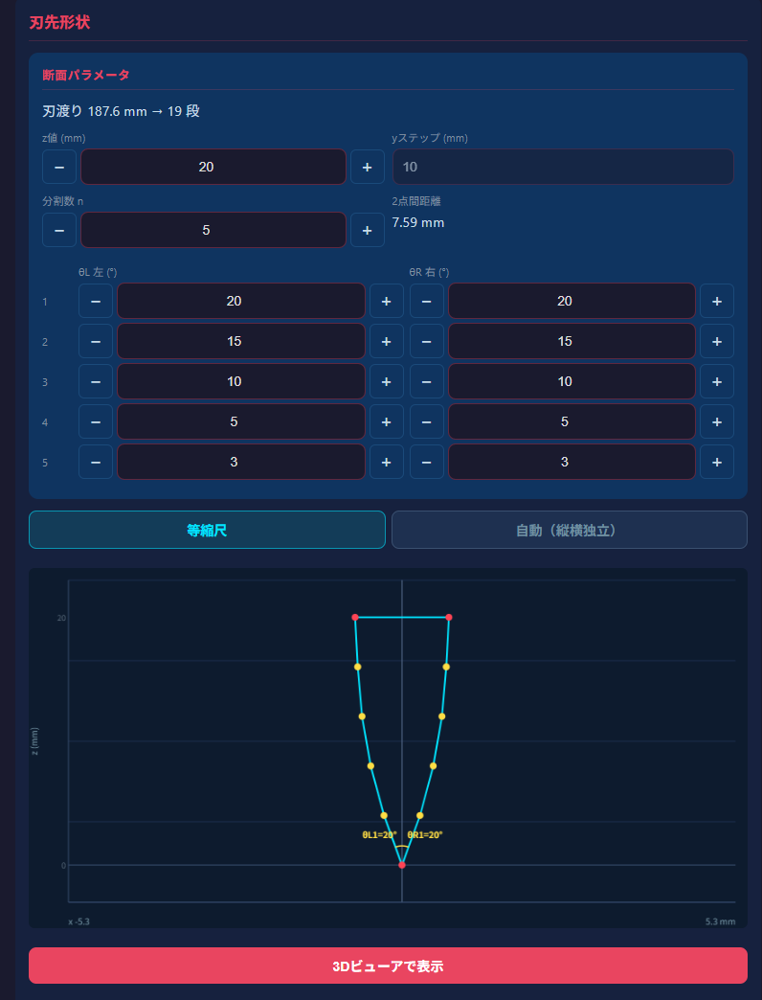 刃先形状
断面パラメータ
刃渡り 187.6 mm → 19 段
z値 (mm) yステップ (mm)
− 20 + 10
分割数 n 2点間距離
− 5 + 7.59 mm
θL 左 (°) θR 右 (°)
1 − 20 + − 20 +
2 − 15 + − 15 +
3 − 10 + − 10 +
4 − 5 + − 5 +
5 − 3 + − 3 +
等縮尺 自動（縦横独立）
20
z (mm)
θL1=20° θR1=20°
0
x -5.3 5.3 mm
3Dビューアで表示